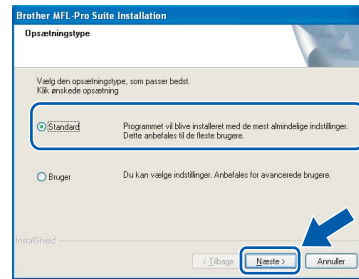 Brother MFL-Pro Suite Installation
Opsætningstype
Vælg den opsætningstype, som passer bedst.
Klik ønskede opsætning
Standard
Programmet vil blive installeret med de mest almindelige indstillinger.
Dette anbefales til de fleste brugere.
Bruger
Du kan vælge indstillinger. Anbefales for avancerede brugere.
InstallShield
< Tilbage
Næste >
Annuller